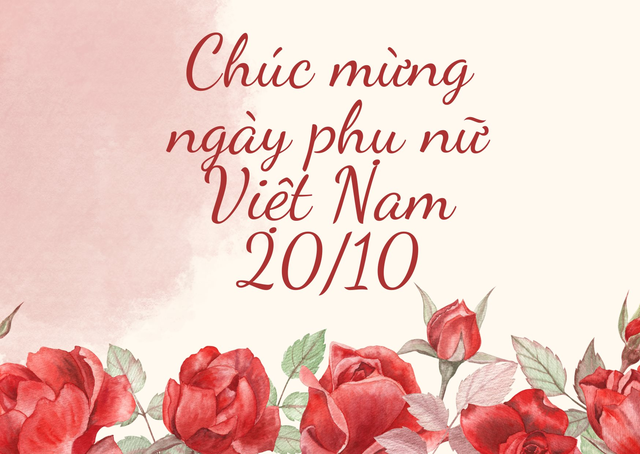 Chúc mừng
ngày phụ nữ
Việt Nam
20/10